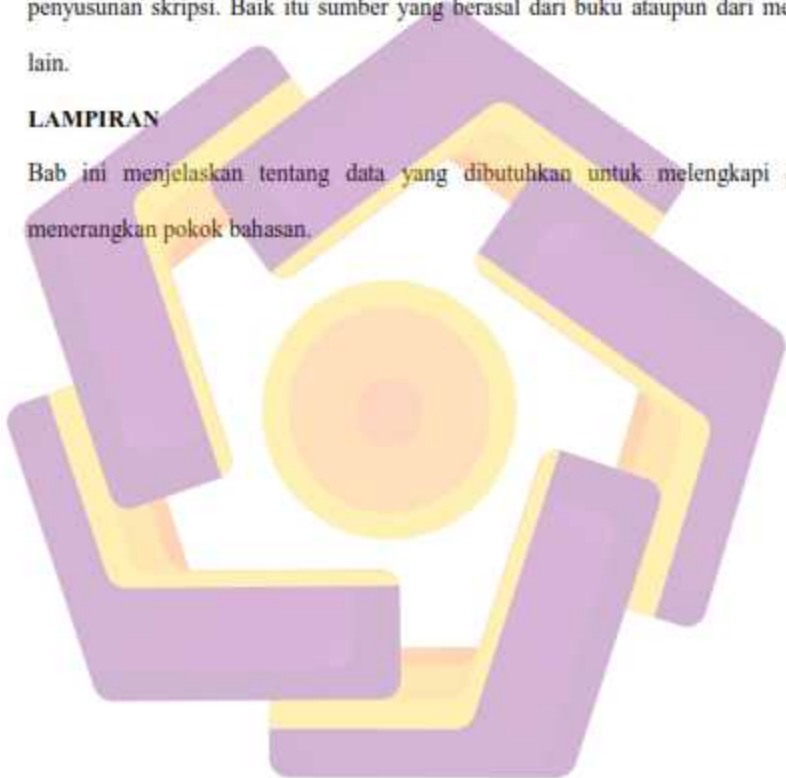 penyusunan skripsi. Baik itu sumber yang berasal dari buku ataupun dari
lain.
LAMPIRAN
Bab ini menjelaskan tentang data yang dibutuhkan untuk melengkapi
menerangkan pokok bahasan.